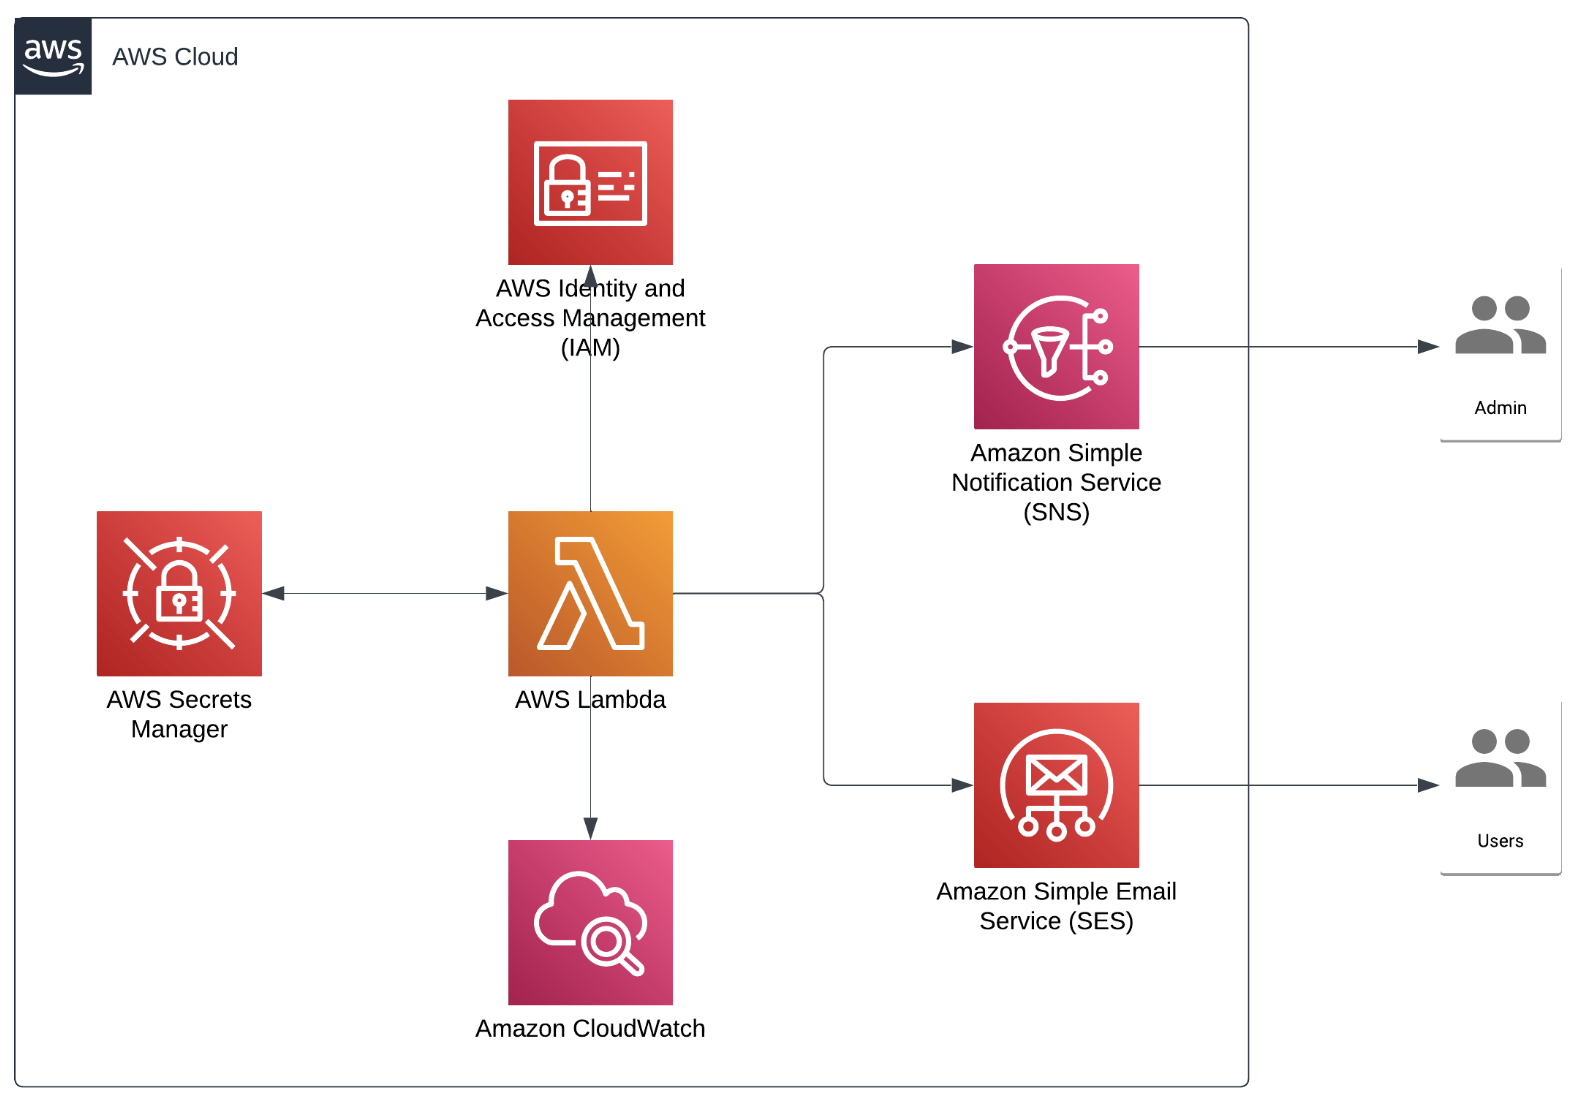 aws
AWS Cloud
AWS Identity and
Access Management
(IAM)
Amazon Simple
Notification Service
(SNS)
Admin
AWS Secrets
Manager
AWS Lambda
Amazon Simple Email
Service (SES)
Users
Amazon CloudWatch